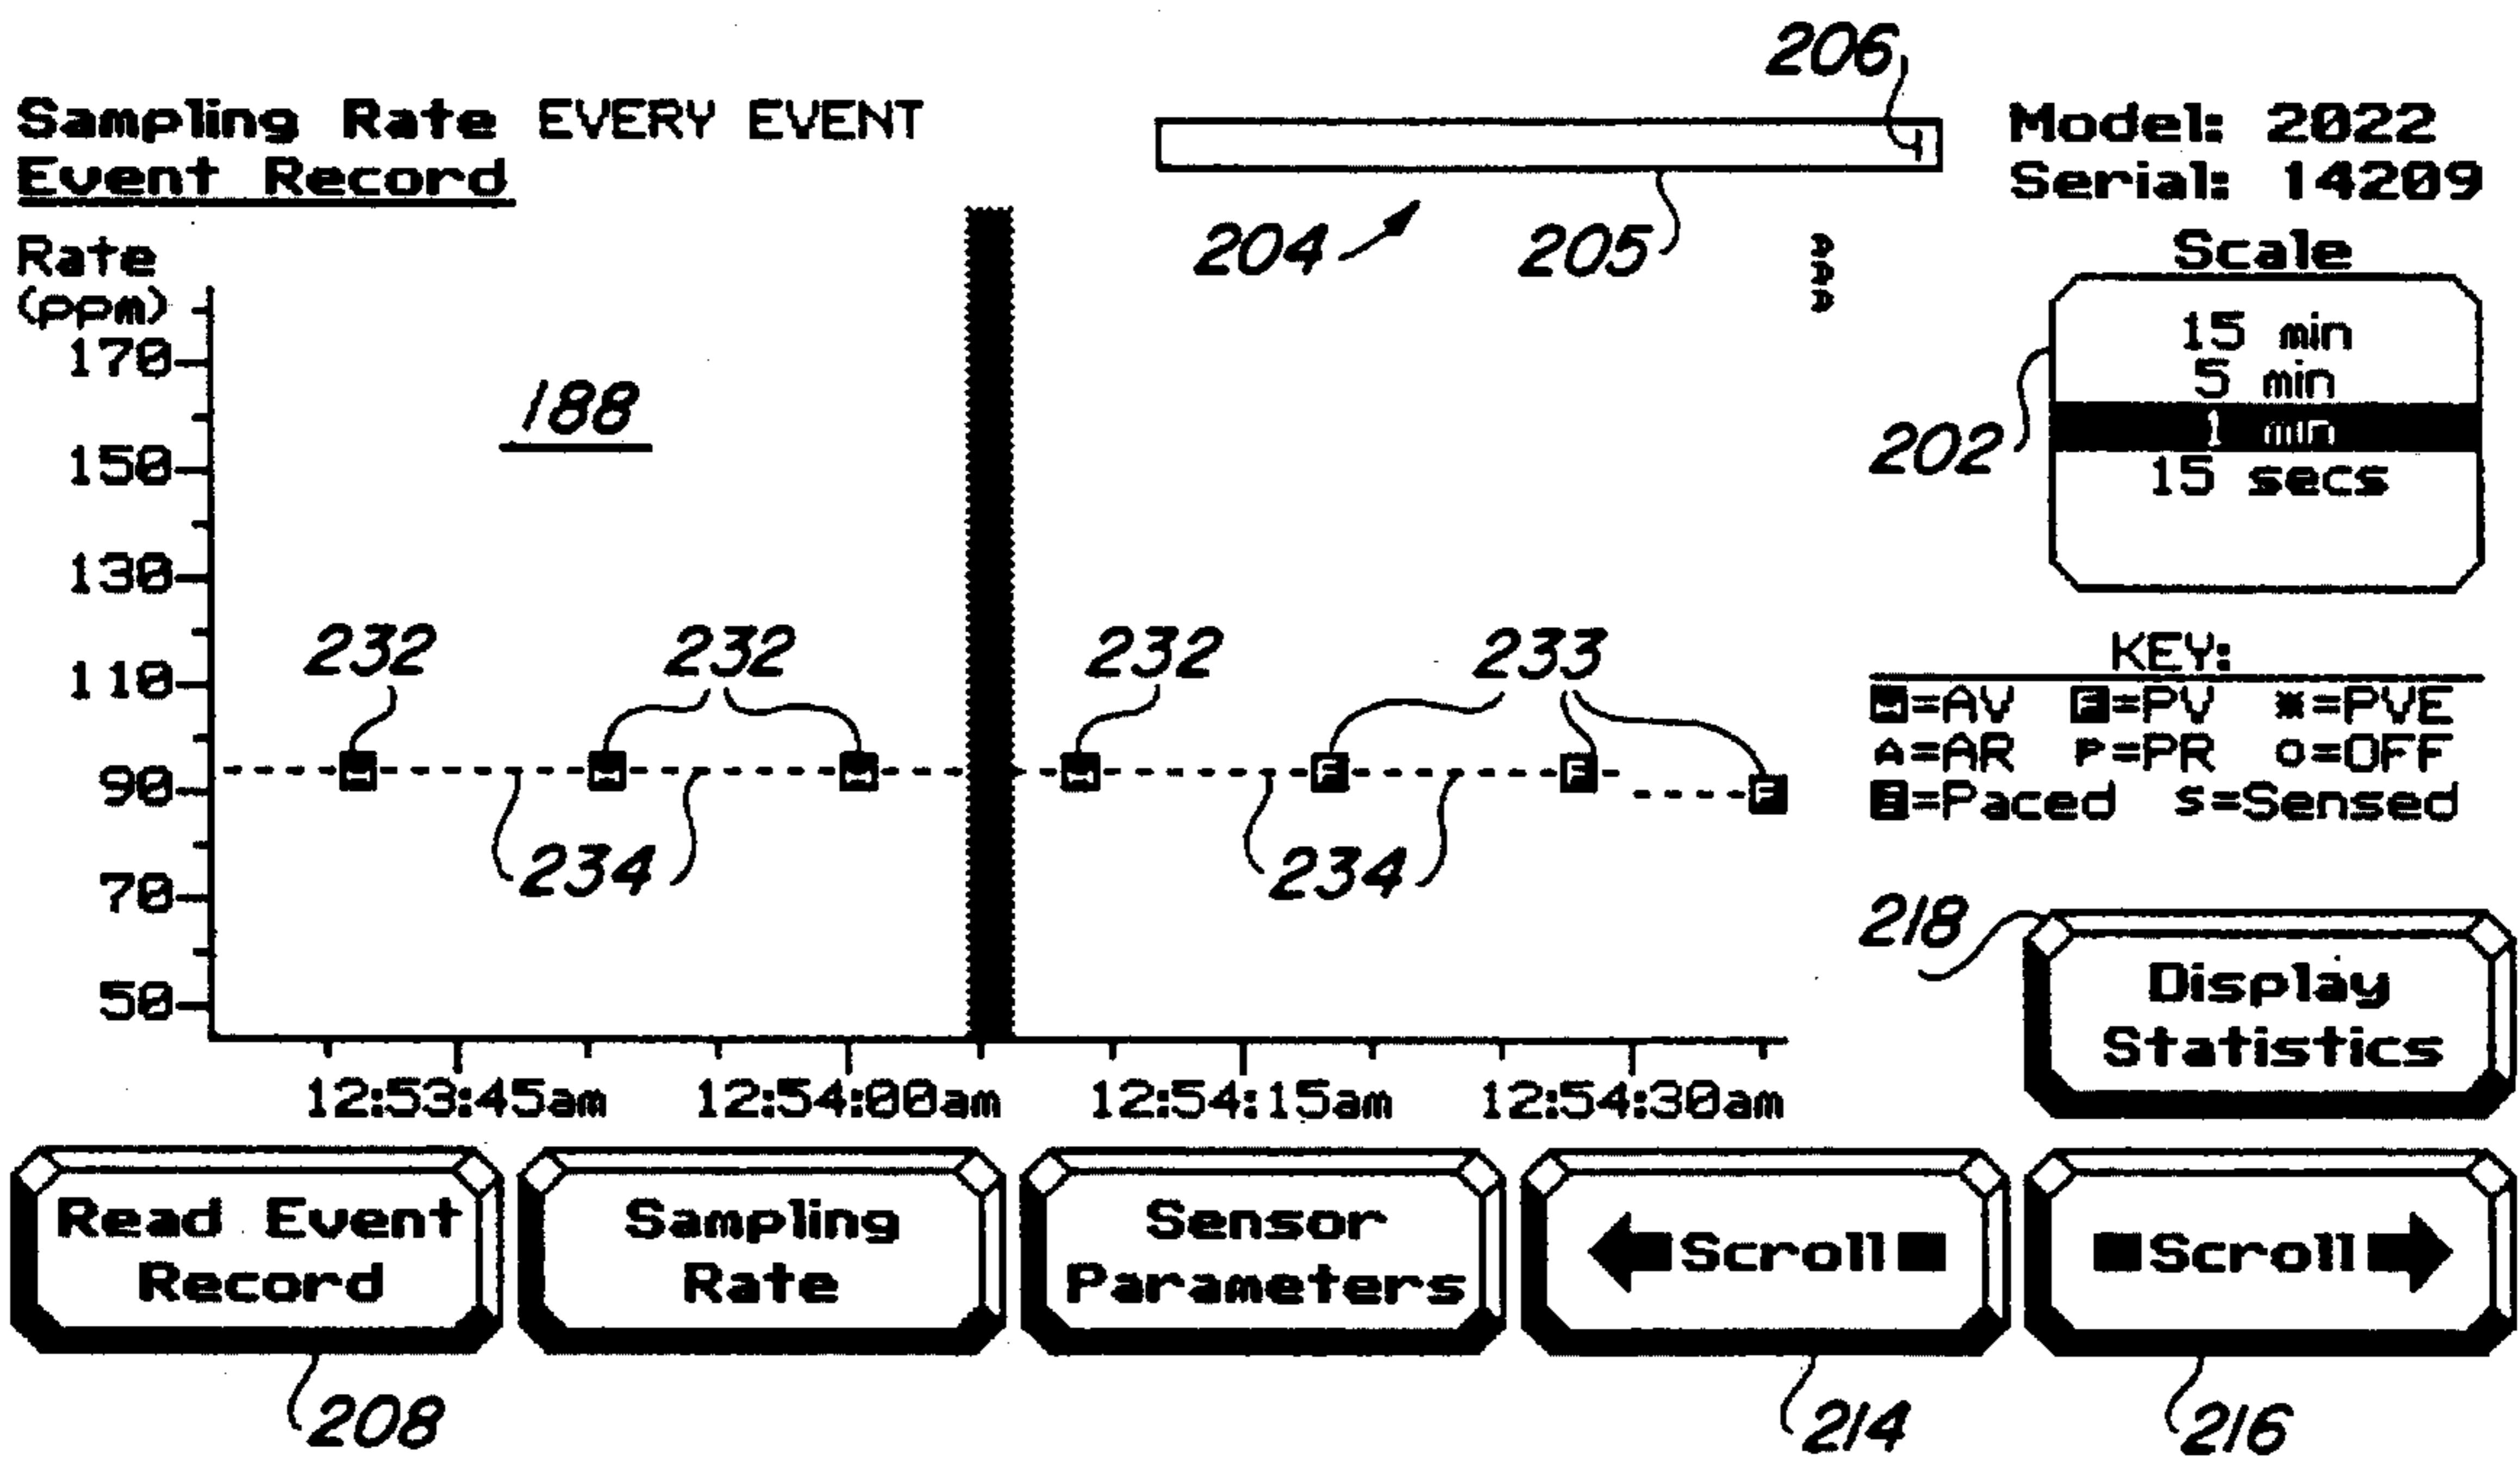 206
Sampling Rate EVERY EVENT
Event Record
Model: 2022
Serial: 14209
204
205
Rate
(ppm)
Scale
15 min
5 min
1 min
15 secs
202
170
150
130
110
90
70
50
188
232
232
232
233
234
234
KEY:
=AV =PV *=PVE
A=AR P=PR O=OFF
=Paced S=Sensed
218
Display
Statistics
12:53:45am 12:54:00am 12:54:15am 12:54:30am
Read Event
Record
Sampling
Rate
Sensor
Parameters
Scroll
Scroll
208
214
216